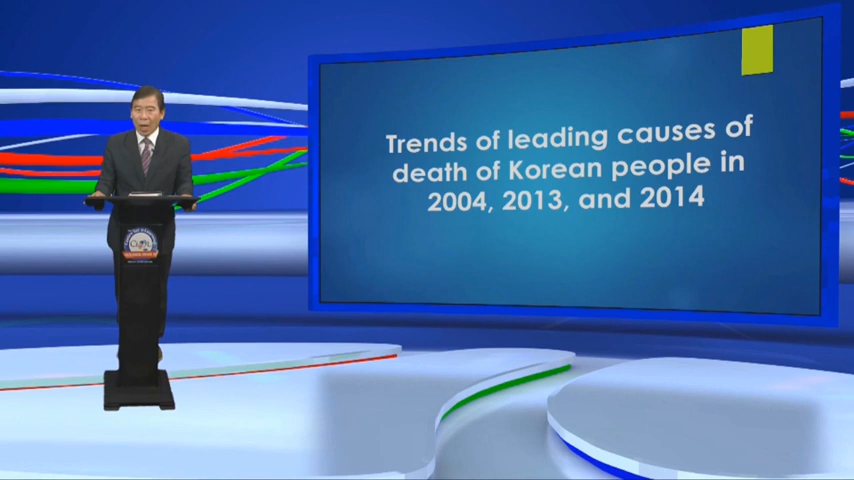 Trends of leading causes of
death of Korean people in
2004, 2013, and 2014